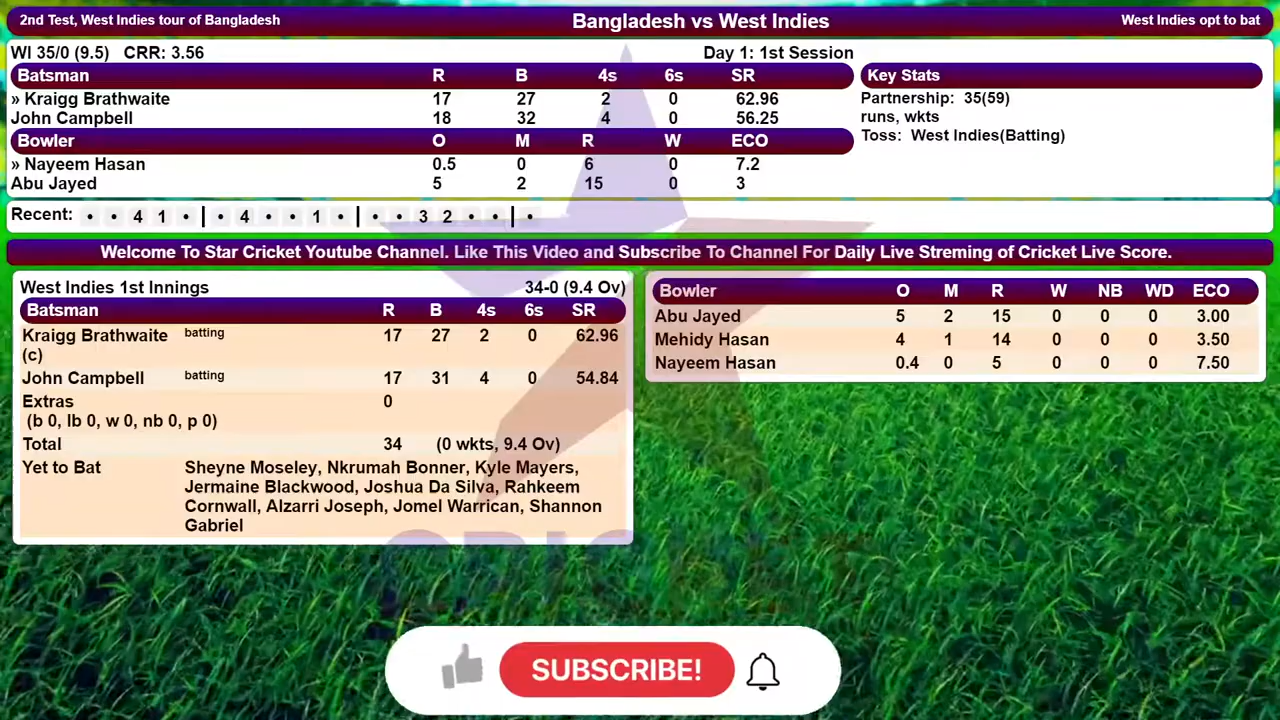 2nd Test, West Indies tour of Bangladesh Bangladesh vs West Indies West Indies opt to bat
WI 35/0 (9.5) CRR: 3.56 Day 1: 1st Session
Batsman R B 4s 6s SR
» Kraigg Brathwaite 17 27 2 0 62.96
John Campbell 18 32 4 0 56.25
Bowler O M R W ECO
» Nayeem Hasan 0.5 0 6 0 7.2
Abu Jayed 5 2 15 0 3
Key Stats
Partnership: 35(59)
runs, wkts
Toss: West Indies(Batting)
Recent: • • 4 1 • | • 4 • • 1 • | • • 3 2 • • | •
Welcome To Star Cricket Youtube Channel. Like This Video and Subscribe To Channel For Daily Live Streming of Cricket Live Score.
West Indies 1st Innings 34-0 (9.4 Ov)
Batsman R B 4s 6s SR
Kraigg Brathwaite batting 17 27 2 0 62.96
(c)
John Campbell batting 17 31 4 0 54.84
Extras 0
(b 0, lb 0, w 0, nb 0, p 0)
Total 34 (0 wkts, 9.4 Ov)
Yet to Bat Sheyne Moseley, Nkrumah Bonner, Kyle Mayers,
Jermaine Blackwood, Joshua Da Silva, Rahkeem
Cornwall, Alzarri Joseph, Jomel Warrican, Shannon
Gabriel
Bowler O M R W NB WD ECO
Abu Jayed 5 2 15 0 0 0 3.00
Mehidy Hasan 4 1 14 0 0 0 3.50
Nayeem Hasan 0.4 0 5 0 0 0 7.50
SUBSCRIBE!